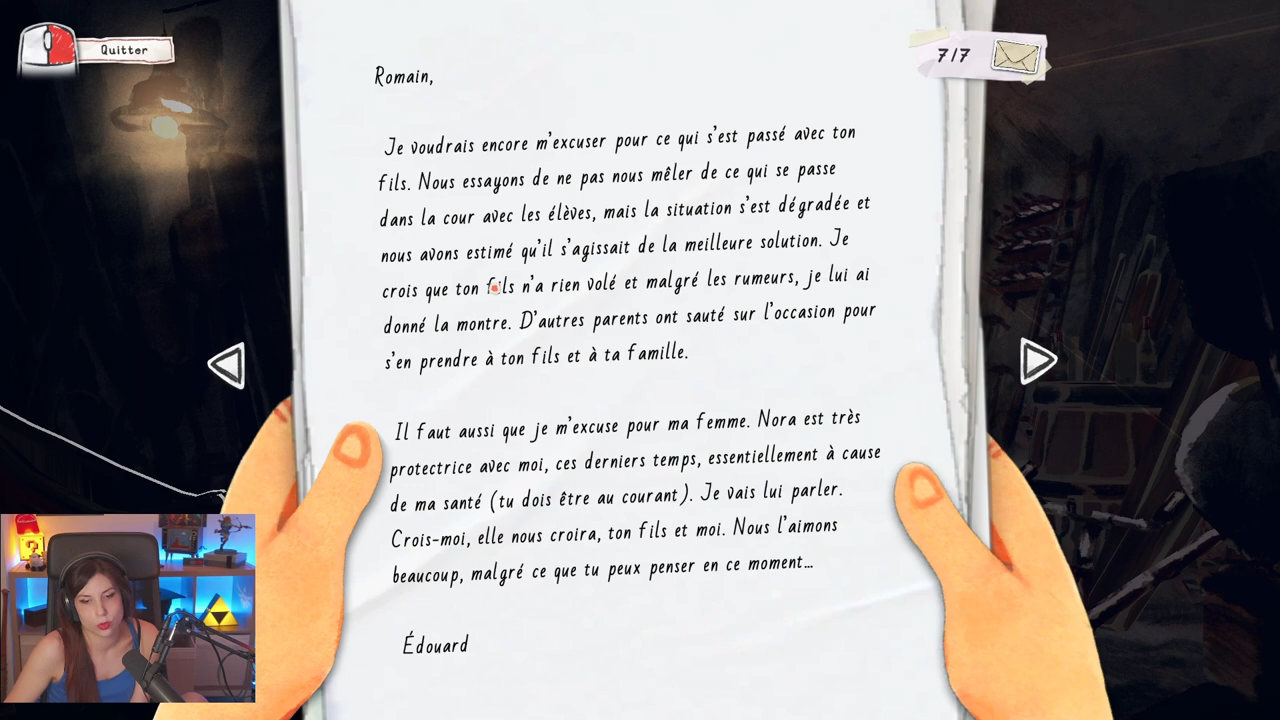 Quitter
7/7
Romain,
Je voudrais encore m'excuser pour ce qui s'est passé avec ton
fils. Nous essayons de ne pas nous mêler de ce qui se passe
dans la cour avec les élèves, mais la situation s'est dégradée et
nous avons estimé qu'il s'agissait de la meilleure solution. Je
crois que ton fils n'a rien volé et malgré les rumeurs, je lui ai
donné la montre. D'autres parents ont sauté sur l'occasion pour
s'en prendre à ton fils et à ta famille.
Il faut aussi que je m'excuse pour ma femme. Nora est très
protectrice avec moi, ces derniers temps, essentiellement à cause
de ma santé (tu dois être au courant). Je vais lui parler.
Crois-moi, elle nous croira, ton fils et moi. Nous l'aimons
beaucoup, malgré ce que tu peux penser en ce moment...
Édouard